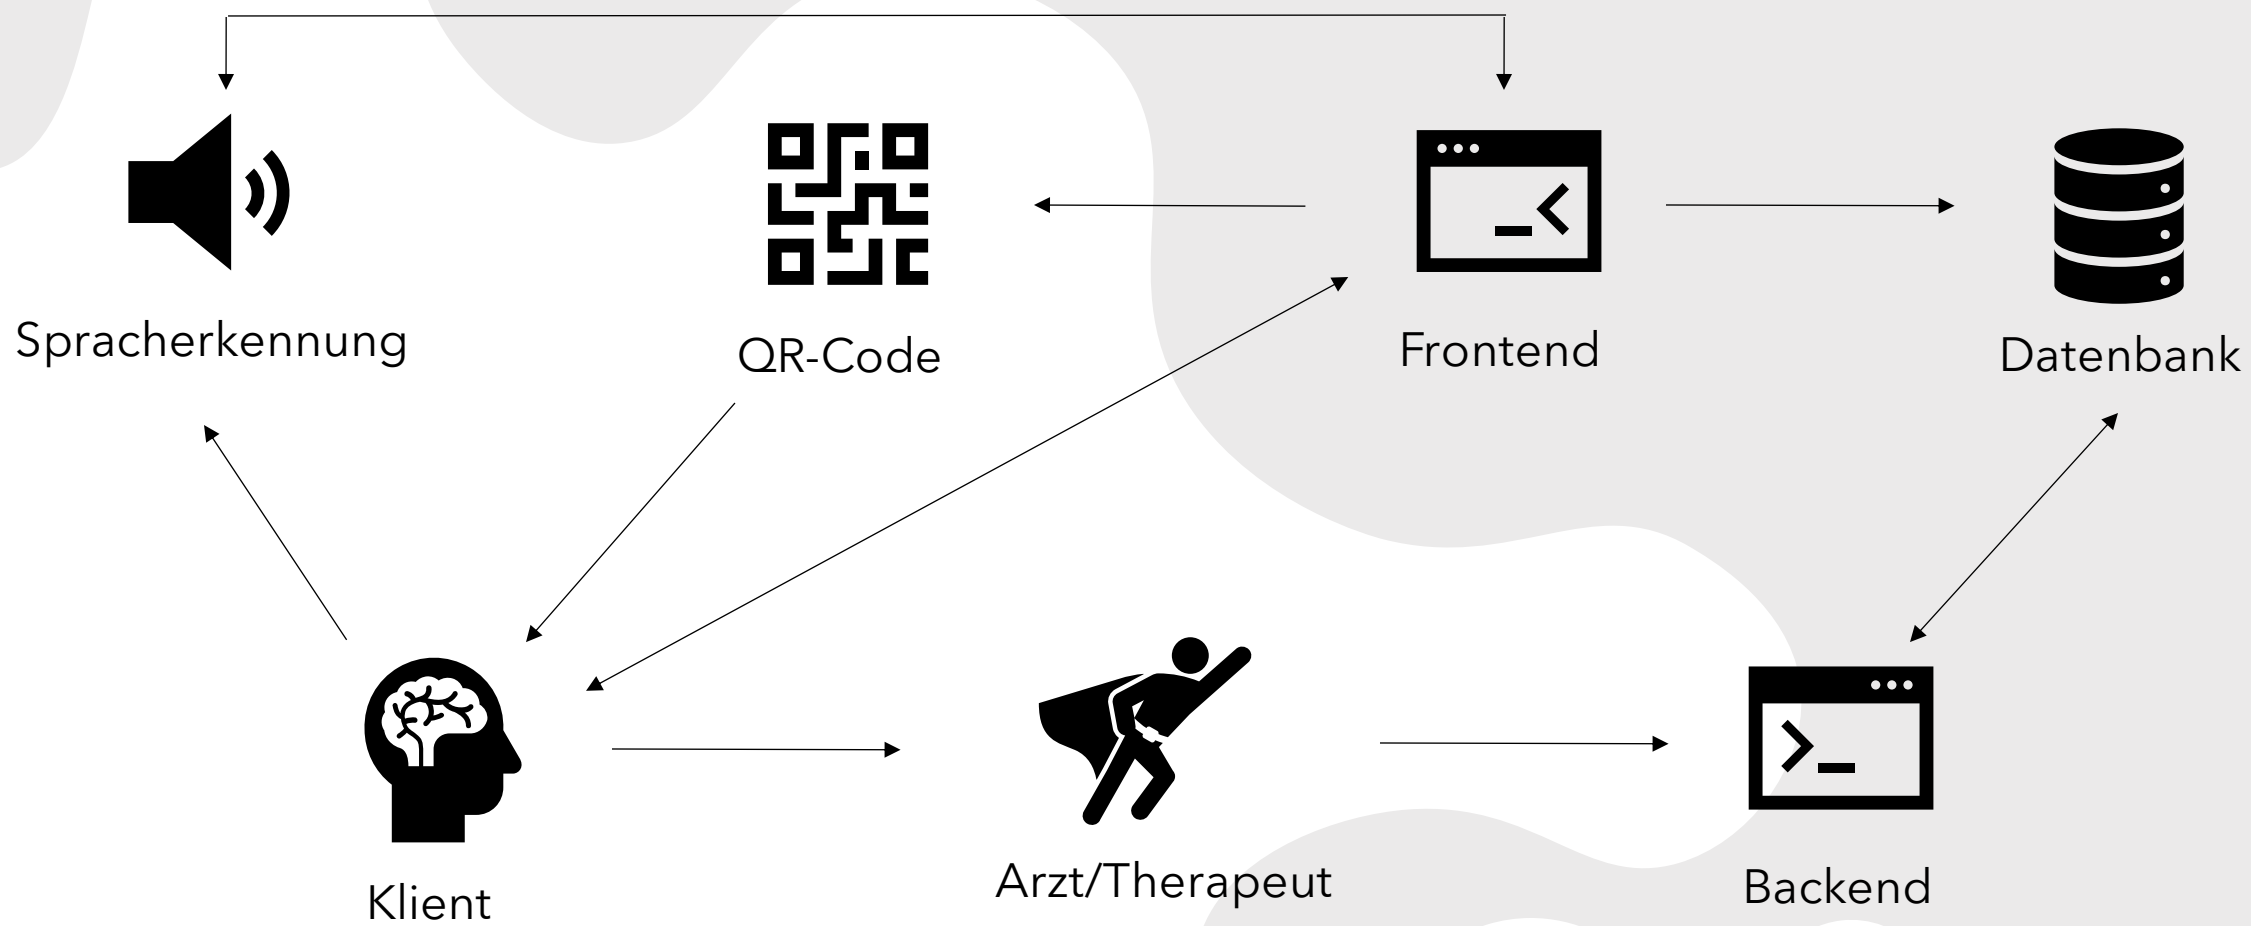 Spracherkennung
QR-Code
Frontend
Datenbank
Klient
Arzt/Therapeut
Backend